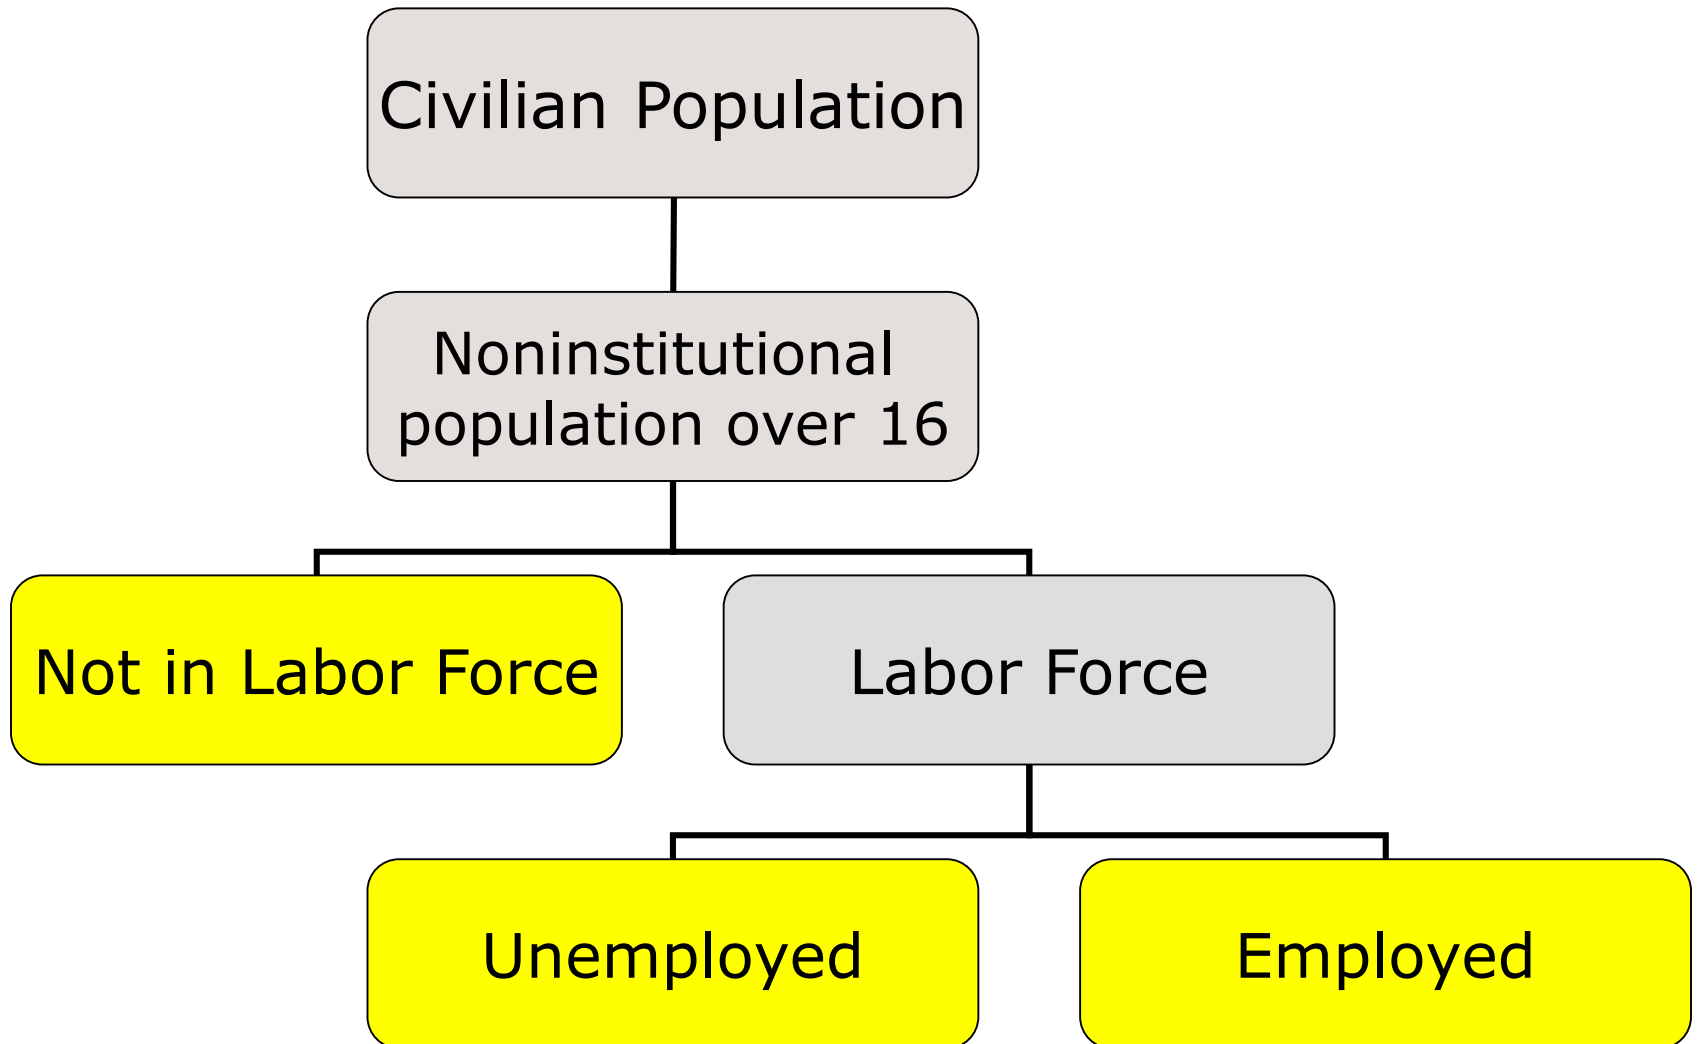 Civilian Population
Noninstitutional
population over 16
Not in Labor Force
Labor Force
Unemployed
Employed